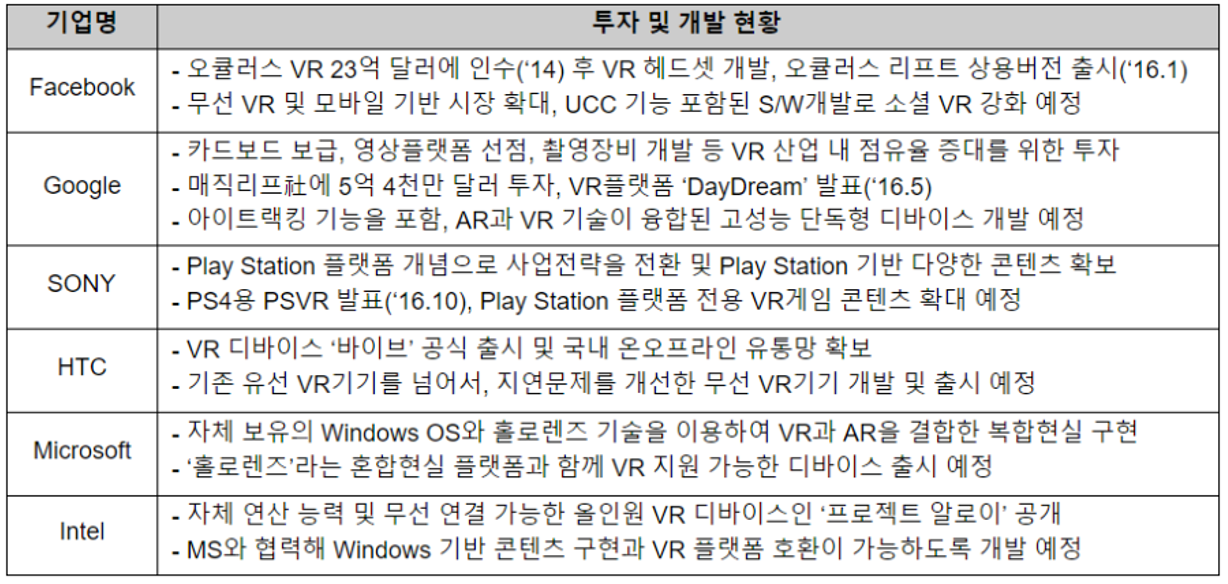 기업명 투자 및 개발 현황
Facebook
- 오큘러스 VR 23억 달러에 인수(‘14) 후 VR 헤드셋 개발, 오큘러스 리프트 상용버전 출시(‘16.1)
- 무선 VR 및 모바일 기반 시장 확대, UCC 기능 포함된 S/W개발로 소셜 VR 강화 예정
Google
- 카드보드 보급, 영상플랫폼 선점, 촬영장비 개발 등 VR 산업 내 점유율 증대를 위한 투자
- 매직리프社에 5억 4천만 달러 투자, VR플랫폼 ‘DayDream’ 발표(‘16.5)
- 아이트랙킹 기능을 포함, AR과 VR 기술이 융합된 고성능 단독형 디바이스 개발 예정
SONY
- Play Station 플랫폼 개념으로 사업전략을 전환 및 Play Station 기반 다양한 콘텐츠 확보
- PS4용 PSVR 발표(‘16.10), Play Station 플랫폼 전용 VR게임 콘텐츠 확대 예정
HTC
- VR 디바이스 ‘바이브’ 공식 출시 및 국내 온오프라인 유통망 확보
- 기존 유선 VR기기를 넘어서, 지연문제를 개선한 무선 VR기기 개발 및 출시 예정
Microsoft
- 자체 보유의 Windows OS와 홀로렌즈 기술을 이용하여 VR과 AR을 결합한 복합현실 구현
- ‘홀로렌즈’라는 혼합현실 플랫폼과 함께 VR 지원 가능한 디바이스 출시 예정
Intel
- 자체 연산 능력 및 무선 연결 가능한 올인원 VR 디바이스인 ‘프로젝트 알로이’ 공개
- MS와 협력해 Windows 기반 콘텐츠 구현과 VR 플랫폼 호환이 가능하도록 개발 예정